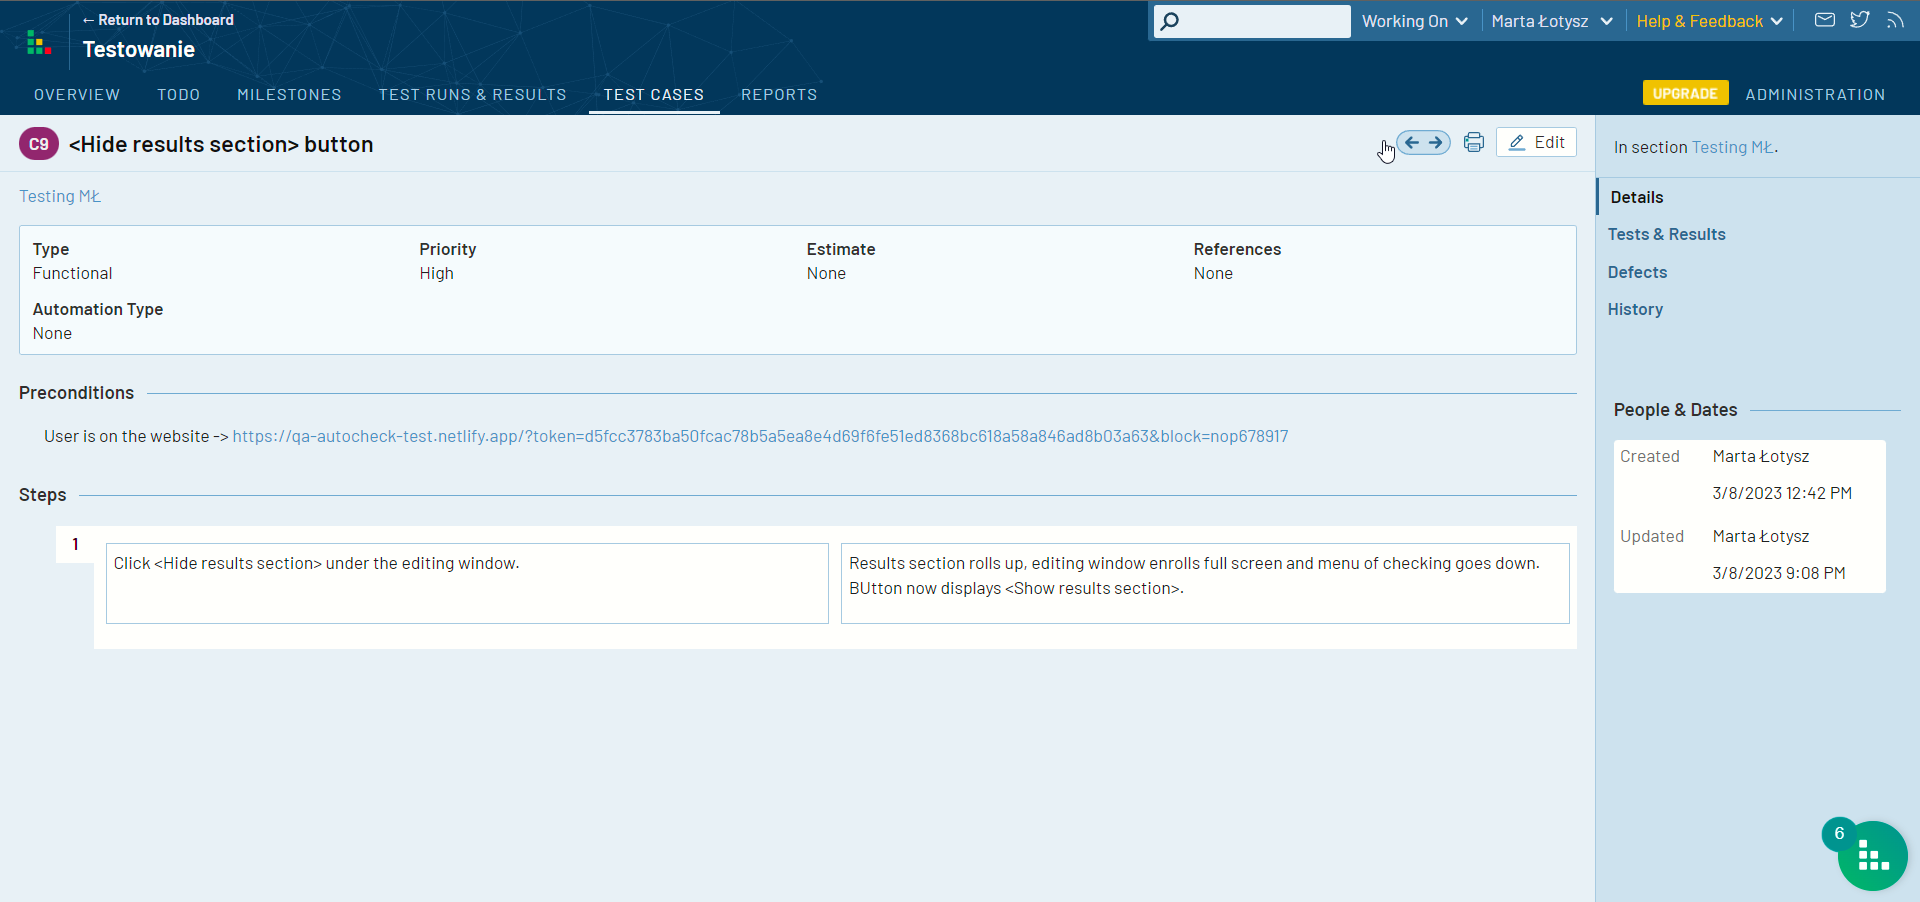 ← Return to Dashboard
Testowanie
Working On
Marta Łotysz
Help & Feedback
OVERVIEW
TODO
MILESTONES
TEST RUNS & RESULTS
TEST CASES
REPORTS
UPGRADE
ADMINISTRATION
C9
<Hide results section> button
Edit
In section Testing MŁ.
Testing MŁ
Type
Functional
Priority
High
Estimate
None
References
None
Automation Type
None
Preconditions
User is on the website -> https://qa-autocheck-test.netlify.app/?token=d5fcc3783ba50fcac78b5a5ea8e4d69f6fe51ed8368bc618a58a846ad8b03a63&block=nop678917
Steps
1
Click <Hide results section> under the editing window.
Results section rolls up, editing window enrolls full screen and menu of checking goes down.
BUtton now displays <Show results section>.
Details
Tests & Results
Defects
History
People & Dates
Created
Marta Łotysz
3/8/2023 12:42 PM
Updated
Marta Łotysz
3/8/2023 9:08 PM
6